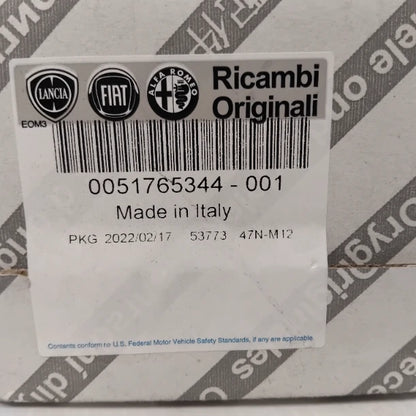 LANCIA FIAT ALFA ROMEO Ricambi
Originali
EOM3
0051765344 - 001
Made in Italy
PKG 2022/02/17 53773 47N-M12
Contents conform to U.S. Federal Motor Vehicle Safety Standards, if any are applicable